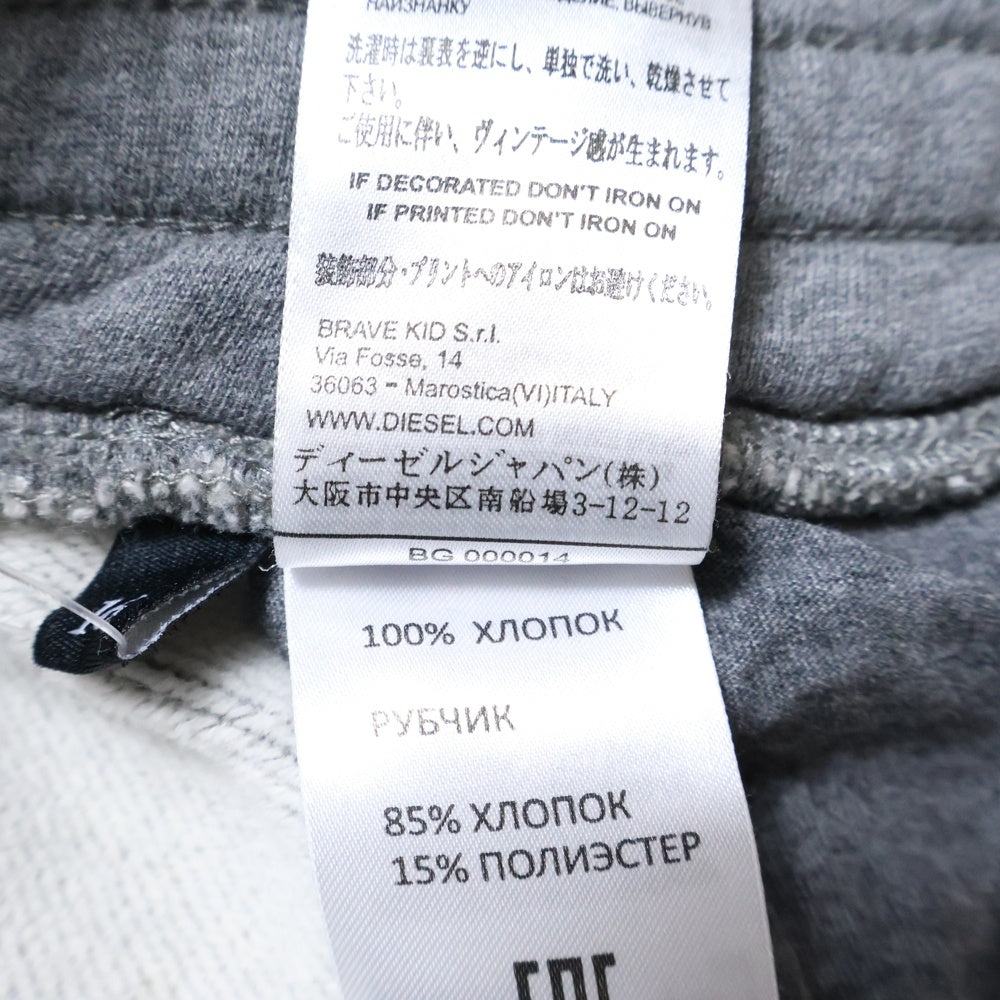 НАИЗНАНКУ
ВЫВЕРНУВ
洗濯時は裏表を逆にし、単独で洗い、乾燥させて
下さい。
ご使用に伴い、ヴィンテージ感が生まれます。
IF DECORATED DON'T IRON ON
IF PRINTED DON'T IRON ON
装飾部分・プリントへのアイロンはお避けください。
BRAVE KID S.r.l.
Via Fosse, 14
36063 - Marostica(VI)ITALY
WWW.DIESEL.COM
ディーゼルジャパン(株)
大阪市中央区南船場3-12-12
BG 000014
100% ХЛОПОК
РУБЧИК
85% ХЛОПОК
15% ПОЛИЭСТЕР